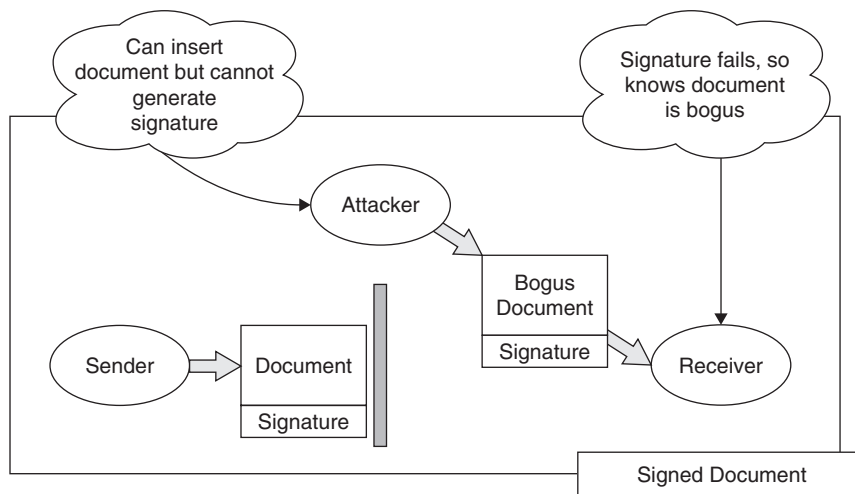 Can insert
document but cannot
generate
signature
Signature fails, so
knows document
is bogus
Attacker
Bogus
Document
Signature
Sender
Document
Signature
Receiver
Signed Document